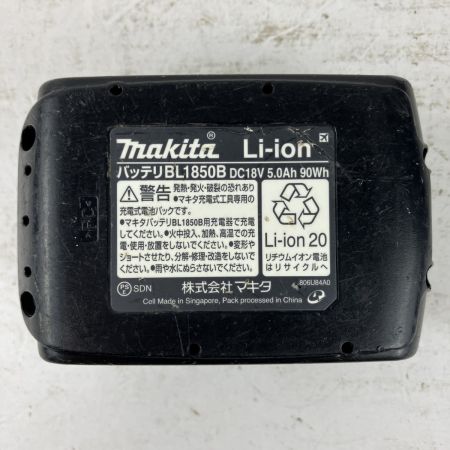 makita® Li-ion
バッテリBL1850B DC18V 5.0Ah 90Wh
警告 発熱・発火・破裂の恐れあり
●マキタ充電式工具専用の
充電式電池パックです。
●マキタバッテリBL1850B用充電器で充電
してください。●火中投入、加熱、高温での充
電・使用・放置をしないでください。●変形や
ショートさせたり、分解・修理・改造をしないで
ください。●雨や水にぬらさないでください。
Li-ion 20
リチウムイオン電池
はリサイクルへ
PS E SDN
株式会社マキタ
806U84A0
Cell Made in Singapore, Pack processed in China